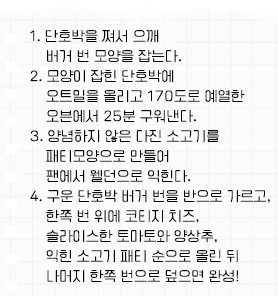 1. 단호박을 쪄서 으깨
버거 번 모양을 잡는다.
2. 모양이 잡힌 단호박에
오트밀을 올리고 170도로 예열한
오븐에서 25분 구워낸다.
3. 양념하지 않은 다진 소고기를
패티모양으로 만들어
팬에서 웰던으로 익힌다.
4. 구운 단호박 버거 번을 반으로 가르고,
한쪽 번 위에 코티지 치즈,
슬라이스한 토마토와 양상추,
익힌 소고기 패티 순으로 올린 뒤
나머지 한쪽 번으로 덮으면 완성!